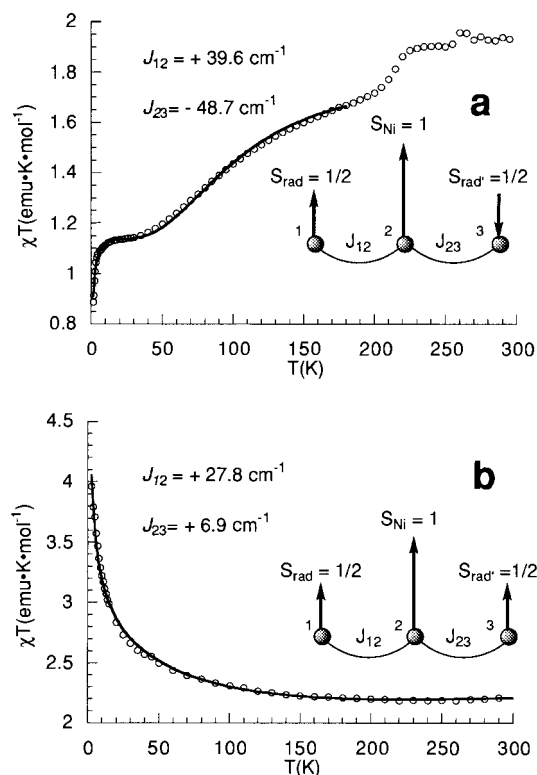 a
J12 = + 39.6 cm-1
J23= - 48.7 cm-1
SNi = 1
Srad = 1/2
Srad' =1/2
1 J12 2 J23 3
χT(emu•K•mol-1)
2
1.8
1.6
1.4
1.2
1
0.8
0 50 100 150 200 250 300
T(K)
b
J12 = + 27.8 cm-1
J23= + 6.9 cm-1
SNi = 1
Srad = 1/2
Srad' =1/2
1 J12 2 J23 3
χT(emu•K•mol-1)
4.5
4
3.5
3
2.5
2
0 50 100 150 200 250 300
T(K)